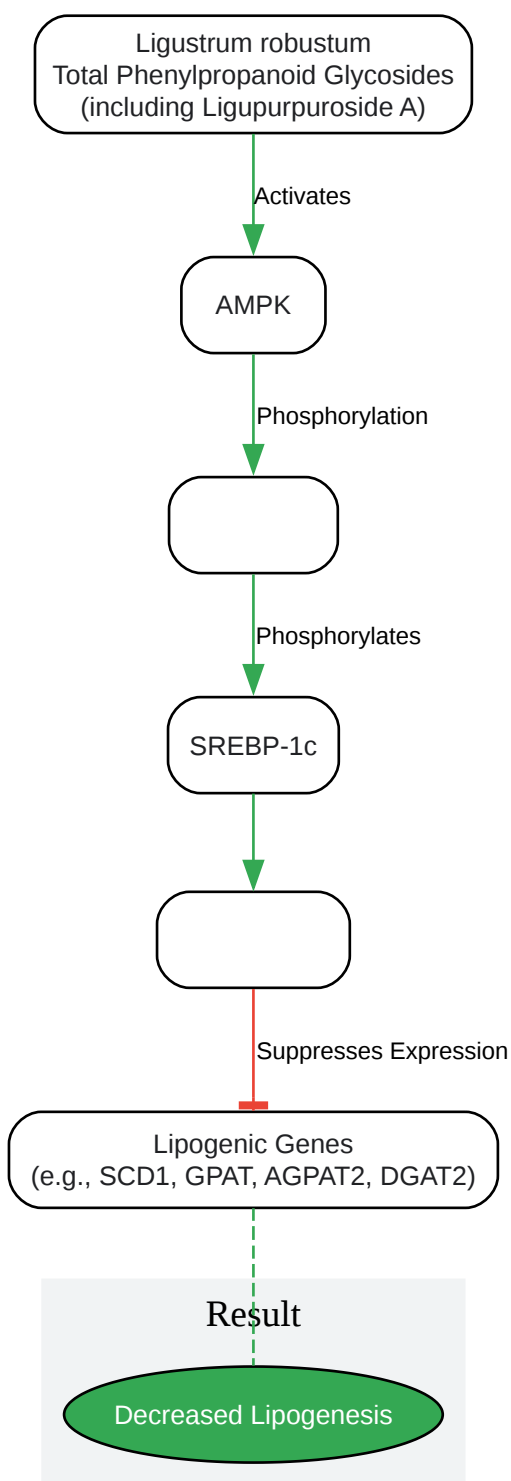 Ligustrum robustum
Total Phenylpropanoid Glycosides
(including Ligupurpuroside A)
Activates
AMPK
Phosphorylation
Phosphorylates
SREBP-1c
Suppresses Expression
Lipogenic Genes
(e.g., SCD1, GPAT, AGPAT2, DGAT2)
Result
Decreased Lipogenesis